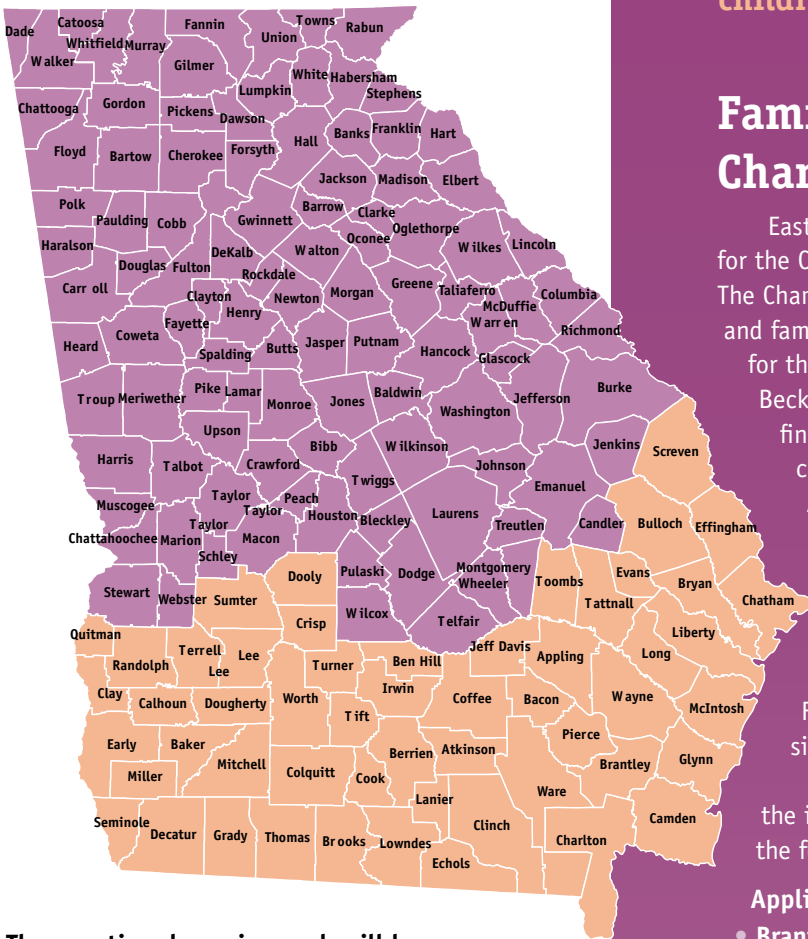 childr
Fami
Char
East
for the C
The Char
and fam
for th
Beck
fin
c
F
si
the i
the f
Appli
• Bran
Dade Catoosa Fannin Towns Rabun
Whitfield Murray Union
Walker Gilmer White Habersham
Lumpkin Stephens
Chattooga Gordon Pickens Dawson
Hall Banks Franklin Hart
Floyd Bartow Cherokee Forsyth
Jackson Madison Elbert
Polk Paulding Cobb Gwinnett Barrow Clarke
Oconee Oglethorpe Wilkes Lincoln
Haralson DeKalb Walton
Douglas Fulton Rockdale
Carr oll Clayton Newton Morgan Greene Taliaferro Columbia
Henry McDuffie
Fayette Warren Richmond
Heard Coweta Spalding Butts Jasper Putnam Hancock Glascock
Troup Meriwether Pike Lamar Monroe Jones Baldwin Jefferson Burke
Washington
Upson Bibb Wilkinson Jenkins Screven
Harris Talbot Crawford Twiggs Johnson
Emanuel
Muscogee Taylor Peach
Taylor Houston Bleckley Laurens Treutlen Candler Bulloch Effingham
Taylor
Chattahoochee Marion Macon
Schley
Dooly Pulaski Dodge Montgomery Toombs Evans Bryan
Wheeler
Stewart Webster Sumter Tattnall Chatham
Crisp Wilcox Telfair
Quitman Liberty
Terrell Lee Jeff Davis Long
Randolph Lee Turner Ben Hill Appling
Clay Calhoun Dougherty Worth Irwin Coffee Bacon Wayne McIntosh
Tift
Early Baker Pierce
Mitchell Berrien Atkinson Brantley Glynn
Miller Colquitt Cook
Lanier Ware
Seminole Clinch Camden
Decatur Grady Thomas Br ooks Lowndes Charlton
Echols